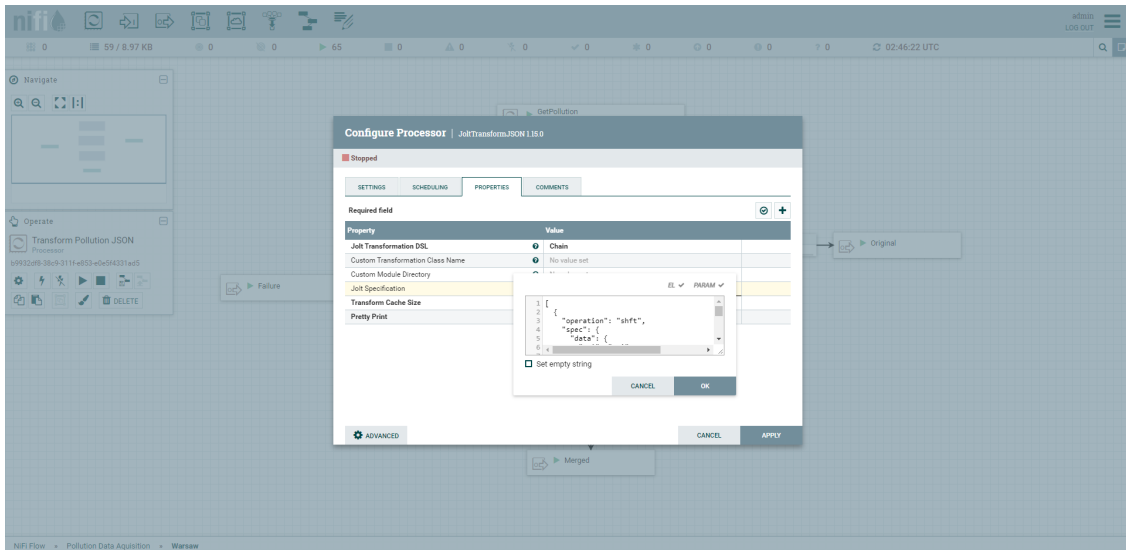 nifi
admin
LOG OUT
0
59 / 8.97 KB
0
0
65
0
0
0
0
0
0
0
0
02:46:22 UTC
Navigate
GetPollution
Configure Processor | JoltTransformJSON 1.15.0
Stopped
SETTINGS SCHEDULING PROPERTIES COMMENTS
Required field
Property Value
Jolt Transformation DSL Chain
Custom Transformation Class Name No value set
Custom Module Directory
Jolt Specification
Transform Cache Size
Pretty Print
EL PARAM
1 [
2 {
3 "operation": "shft",
4 "spec": {
5 "data": {
6
Set empty string
CANCEL OK
ADVANCED
CANCEL APPLY
Operate
Transform Pollution JSON
Processor
DELETE
Failure
Original
Merged
NiFi Flow » Pollution Data Aquisition » Warsaw